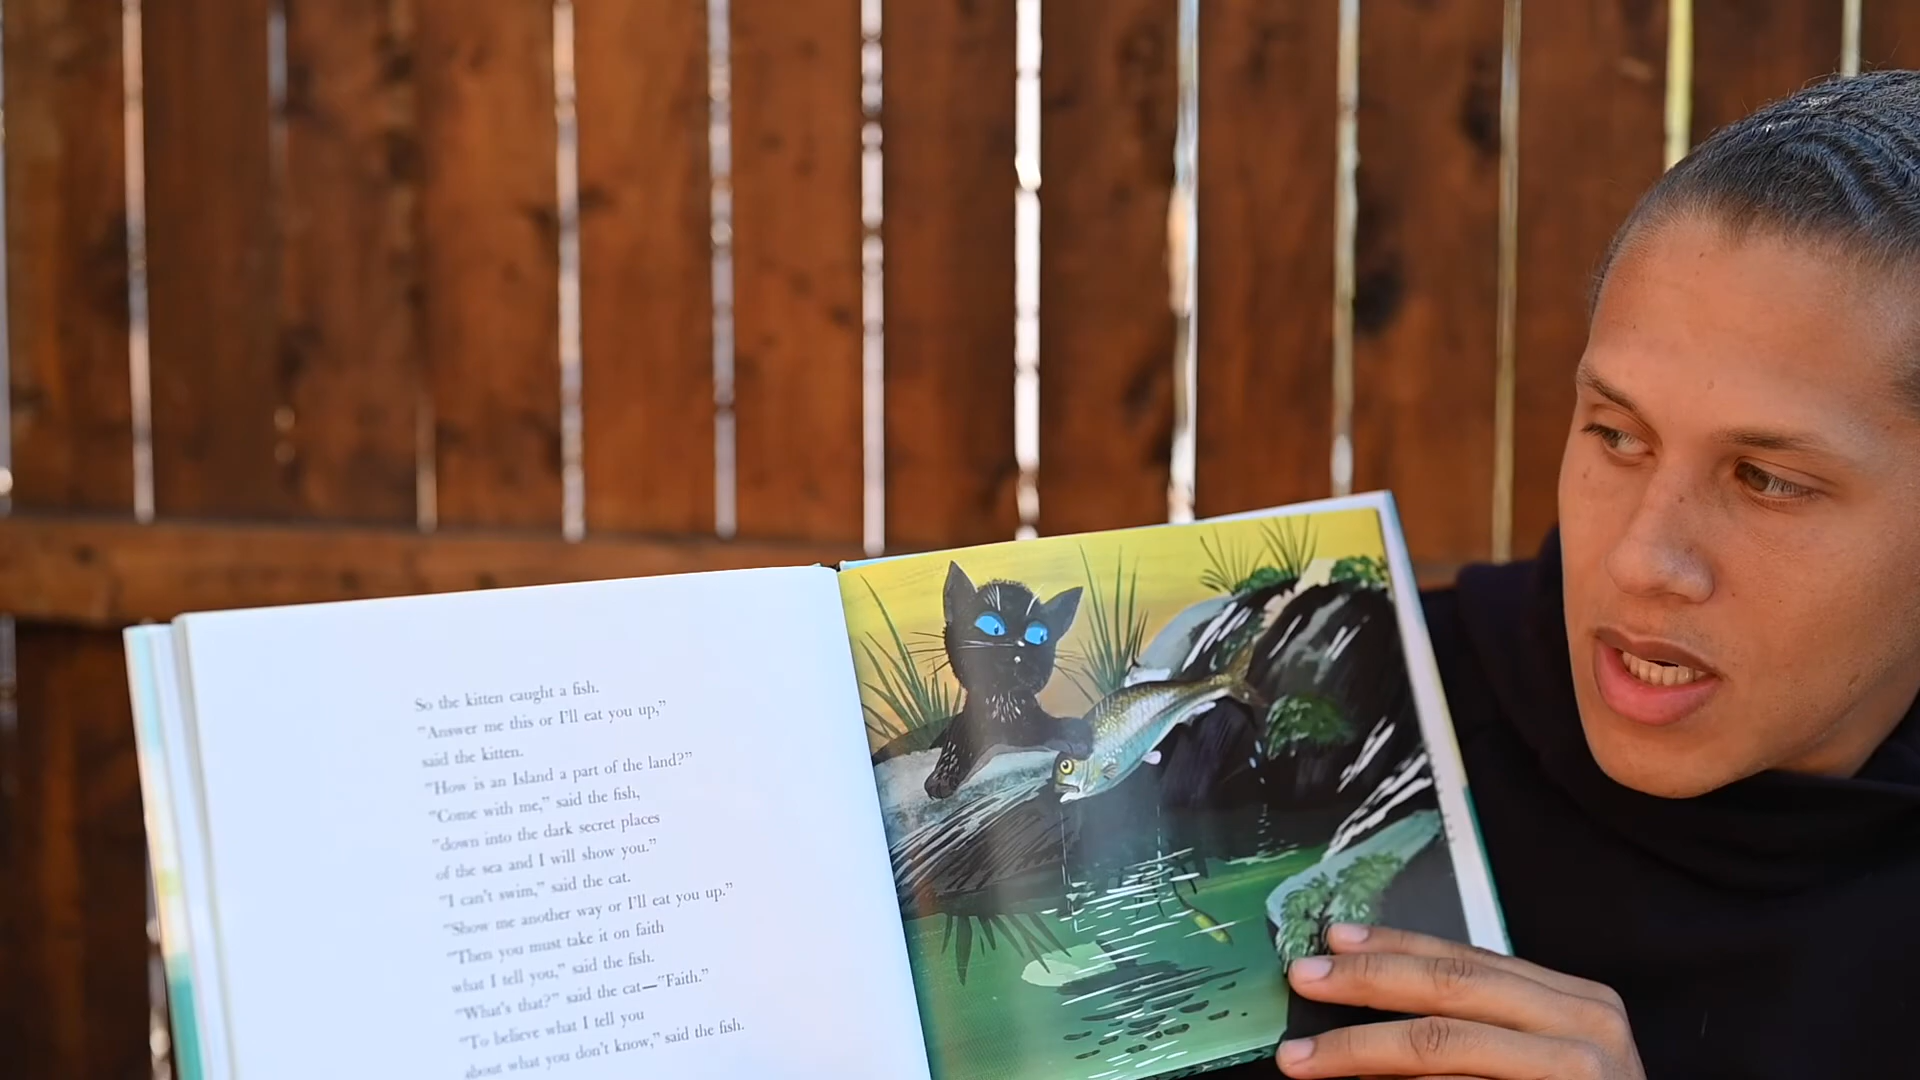 So the kitten caught a fish.
"Answer me this or I'll eat you up,"
said the kitten.
"How is an Island a part of the land?"
"Come with me," said the fish,
"down into the dark secret places
of the sea and I will show you."
"I can't swim," said the cat.
"Show me another way or I'll eat you up."
"Then you must take it on faith
what I tell you," said the fish.
"What's that?" said the cat—"Faith."
"To believe what I tell you
about what you don't know," said the fish.